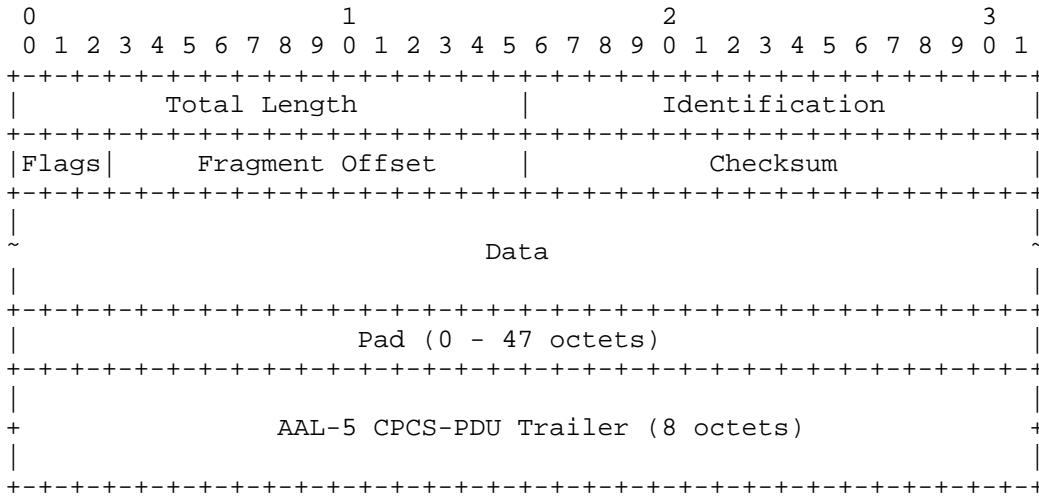 0                   1                   2                   3
0 1 2 3 4 5 6 7 8 9 0 1 2 3 4 5 6 7 8 9 0 1 2 3 4 5 6 7 8 9 0 1
+-+-+-+-+-+-+-+-+-+-+-+-+-+-+-+-+-+-+-+-+-+-+-+-+-+-+-+-+-+-+-+-+
|         Total Length          |        Identification         |
+-+-+-+-+-+-+-+-+-+-+-+-+-+-+-+-+-+-+-+-+-+-+-+-+-+-+-+-+-+-+-+-+
|Flags|     Fragment Offset     |           Checksum            |
+-+-+-+-+-+-+-+-+-+-+-+-+-+-+-+-+-+-+-+-+-+-+-+-+-+-+-+-+-+-+-+-+
|                                                               |
~                             Data                              ~
|                                                               |
+-+-+-+-+-+-+-+-+-+-+-+-+-+-+-+-+-+-+-+-+-+-+-+-+-+-+-+-+-+-+-+-+
|                     Pad (0 - 47 octets)                       |
+-+-+-+-+-+-+-+-+-+-+-+-+-+-+-+-+-+-+-+-+-+-+-+-+-+-+-+-+-+-+-+-+
|                                                               |
+                AAL-5 CPCS-PDU Trailer (8 octets)              +
|                                                               |
+-+-+-+-+-+-+-+-+-+-+-+-+-+-+-+-+-+-+-+-+-+-+-+-+-+-+-+-+-+-+-+-+